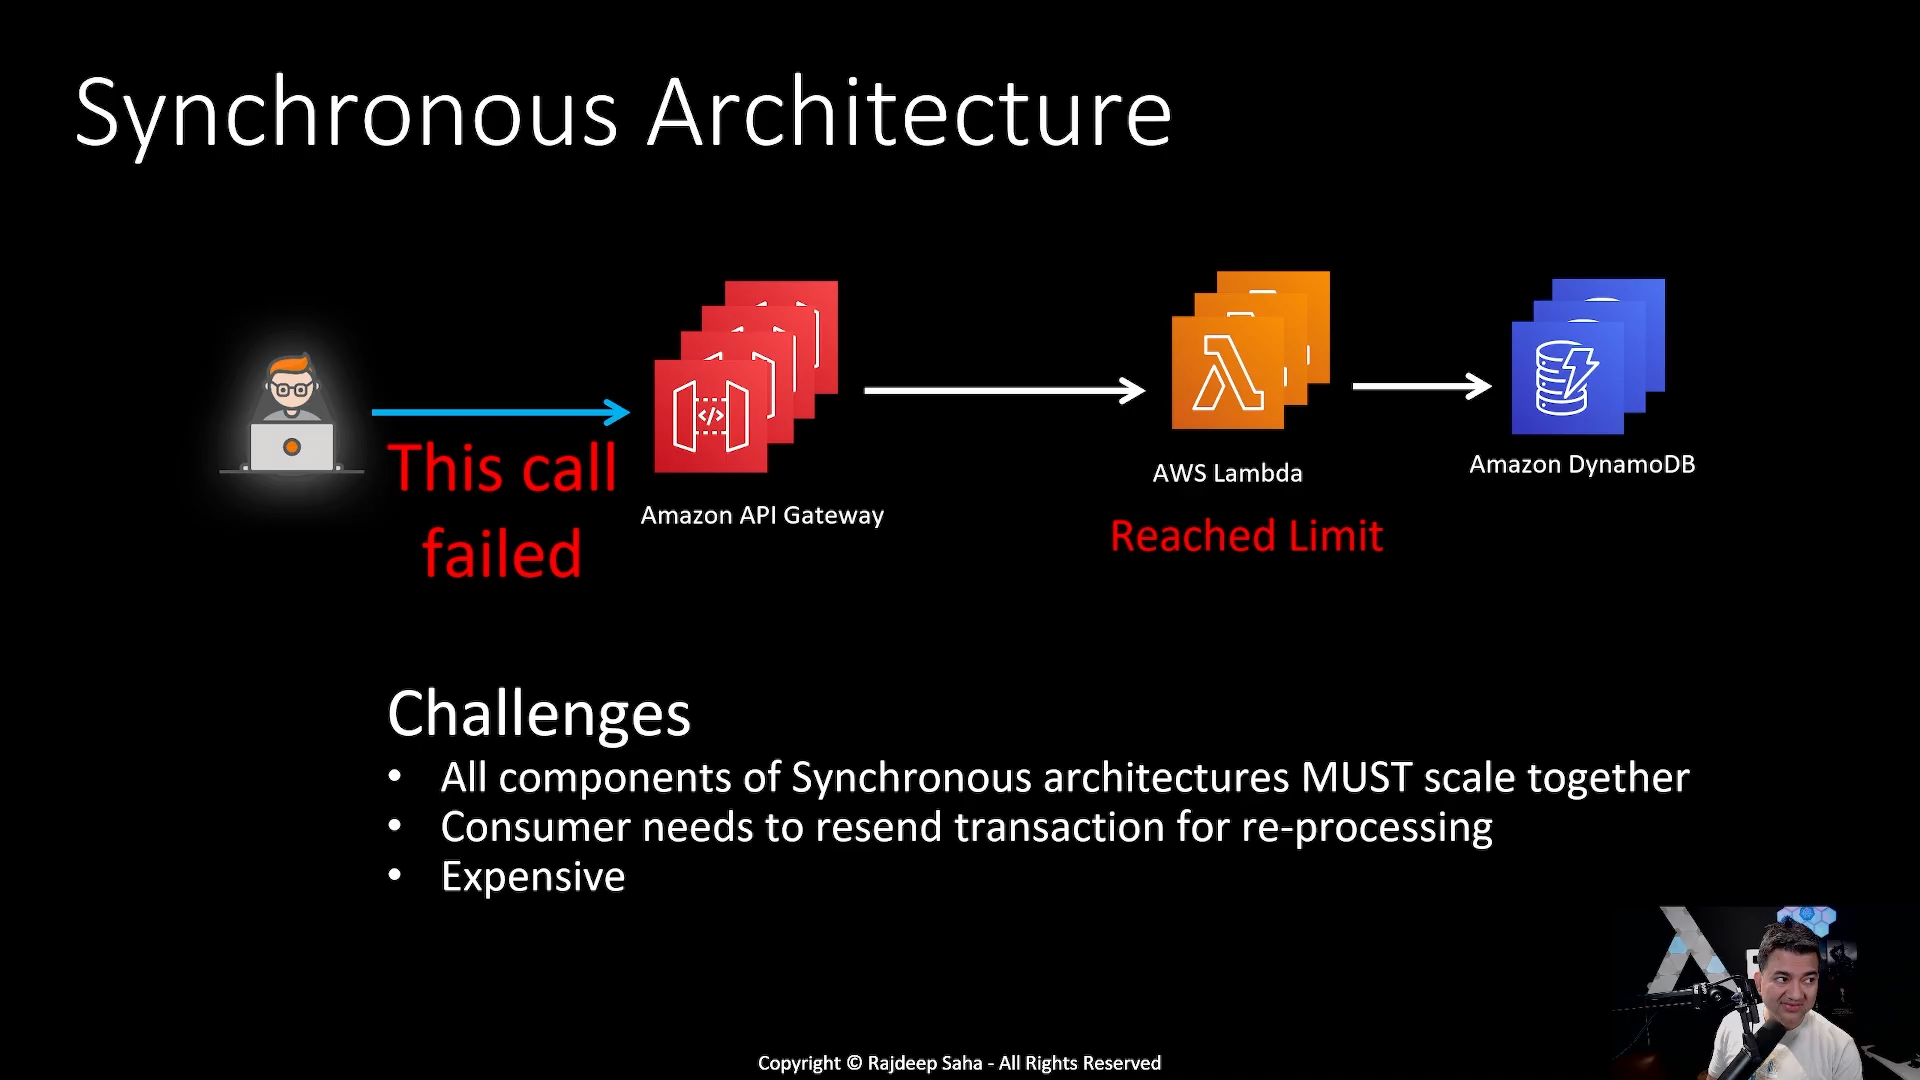 Synchronous Architecture
This call
failed
Amazon API Gateway
AWS Lambda
Reached Limit
Amazon DynamoDB
Challenges
• All components of Synchronous architectures MUST scale together
• Consumer needs to resend transaction for re-processing
• Expensive
Copyright © Rajdeep Saha - All Rights Reserved